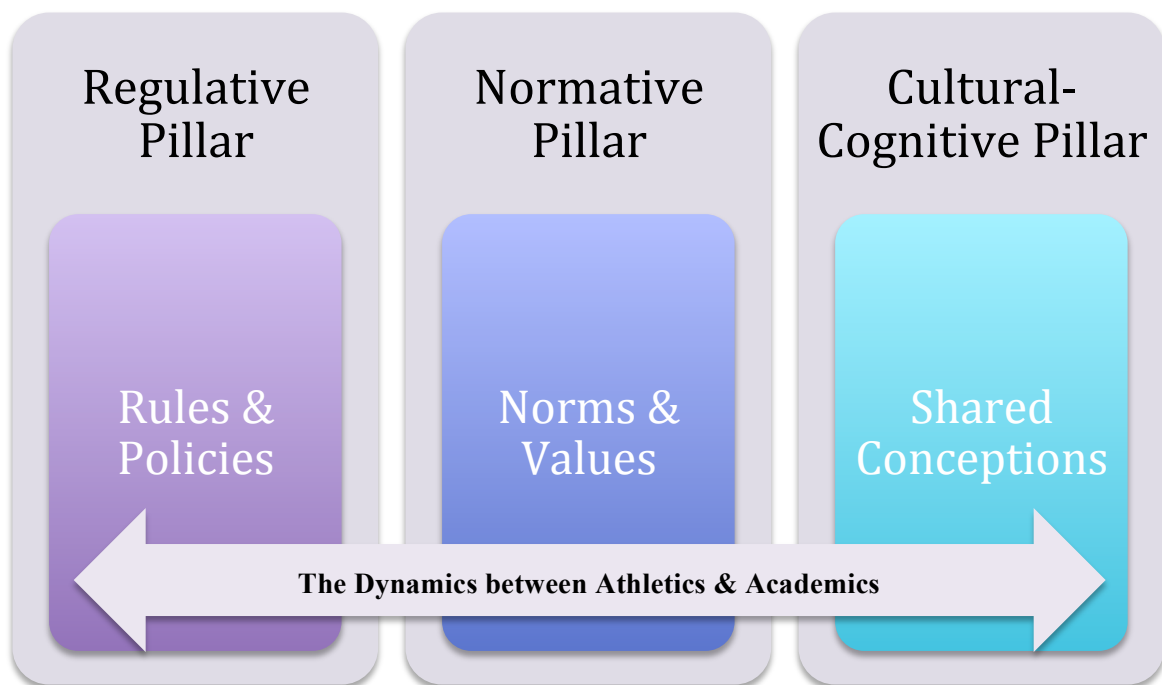 Regulative
Pillar
Rules &
Policies
Normative
Pillar
Norms &
Values
Cultural-
Cognitive Pillar
Shared
Conceptions
The Dynamics between Athletics & Academics